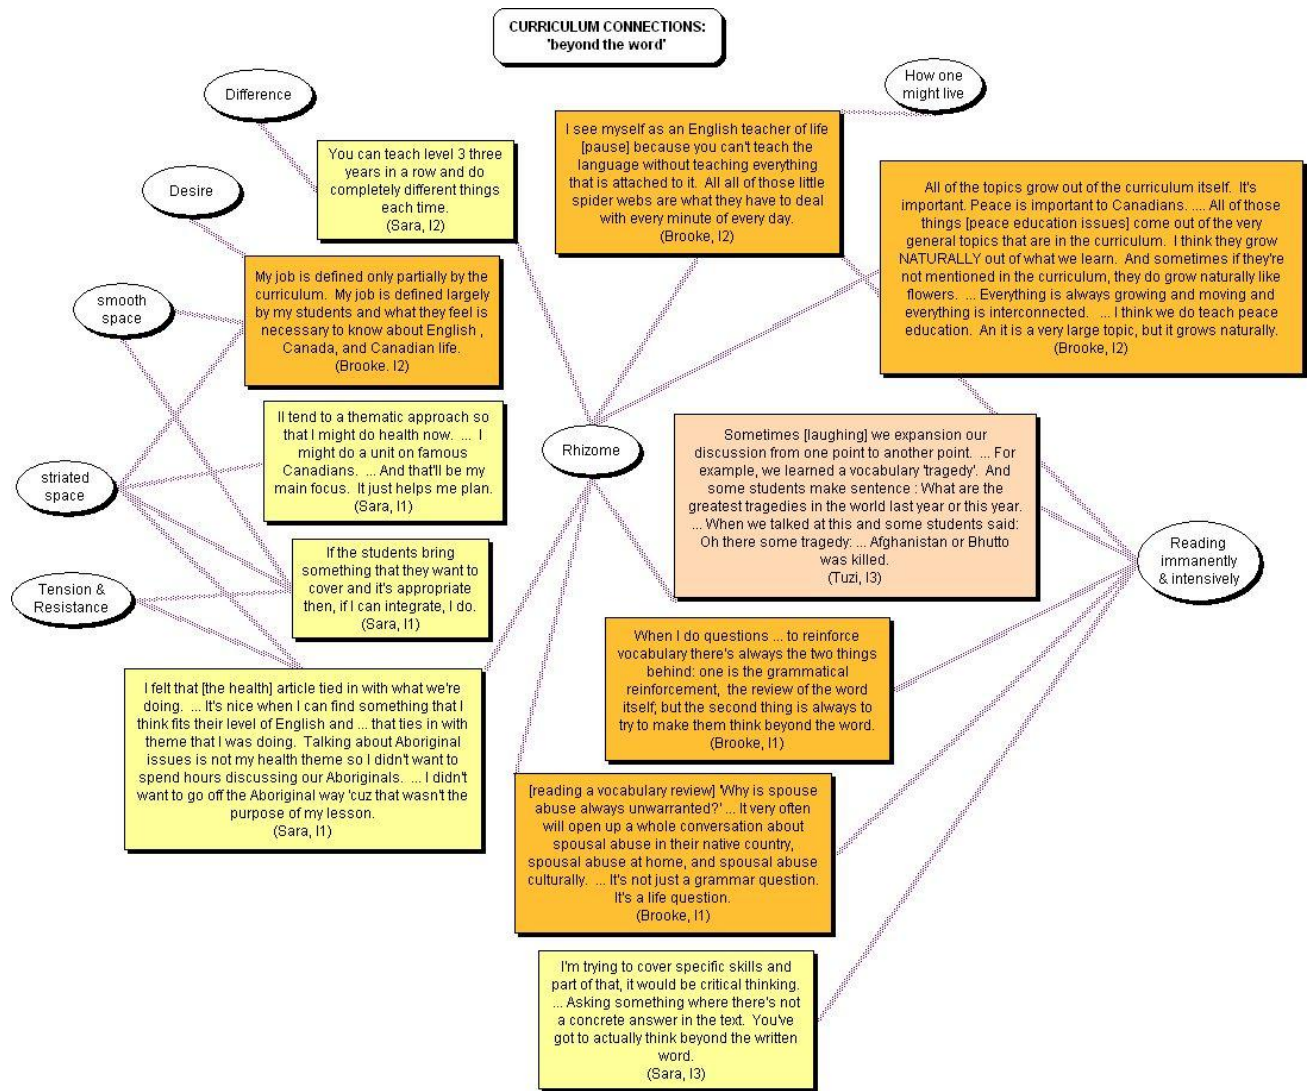 CURRICULUM CONNECTIONS:
'beyond the word'
Difference
How one
might live
You can teach level 3 three
years in a row and do
completely different things
each time.
(Sara, I2)
I see myself as an English teacher of life
[pause] because you can't teach the
language without teaching everything
that is attached to it. All all of those little
spider webs are what they have to deal
with every minute of every day.
(Brooke, I2)
All of the topics grow out of the curriculum itself. It's
important. Peace is important to Canadians. .... All of those
things [peace education issues] come out of the very
general topics that are in the curriculum. I think they grow
NATURALLY out of what we learn. And sometimes if they're
not mentioned in the curriculum, they do grow naturally like
flowers. ... Everything is always growing and moving and
everything is interconnected. ... I think we do teach peace
education. An it is a very large topic, but it grows naturally.
(Brooke, I2)
Desire
My job is defined only partially by the
curriculum. My job is defined largely
by my students and what they feel is
necessary to know about English ,
Canada, and Canadian life.
(Brooke. I2)
smooth
space
II tend to a thematic approach so
that I might do health now. ... I
might do a unit on famous
Canadians. ... And that'll be my
main focus. It just helps me plan.
(Sara, I1)
Rhizome
Sometimes [laughing] we expansion our
discussion from one point to another point. ... For
example, we learned a vocabulary 'tragedy'. And
some students make sentence : What are the
greatest tragedies in the world last year or this year.
... When we talked at this and some students said:
Oh there some tragedy: ... Afghanistan or Bhutto
was killed.
(Tuzi, I3)
striated
space
If the students bring
something that they want to
cover and it's appropriate
then, if I can integrate, I do.
(Sara, I1)
Reading
immanently
& intensively
Tension &
Resistance
When I do questions ... to reinforce
vocabulary there's always the two things
behind: one is the grammatical
reinforcement, the review of the word
itself; but the second thing is always to
try to make them think beyond the word.
(Brooke, I1)
I felt that [the health] article tied in with what we're
doing. ... It's nice when I can find something that I
think fits their level of English and ... that ties in with
theme that I was doing. Talking about Aboriginal
issues is not my health theme so I didn't want to
spend hours discussing our Aboriginals. ... I didn't
want to go off the Aboriginal way 'cuz that wasn't the
purpose of my lesson.
(Sara, I1)
[reading a vocabulary review] 'Why is spouse
abuse always unwarranted?' ... It very often
will open up a whole conversation about
spousal abuse in their native country,
spousal abuse at home, and spousal abuse
culturally. ... It's not just a grammar question.
It's a life question.
(Brooke, I1)
I'm trying to cover specific skills and
part of that, it would be critical thinking.
... Asking something where there's not
a concrete answer in the text. You've
got to actually think beyond the written
word.
(Sara, I3)